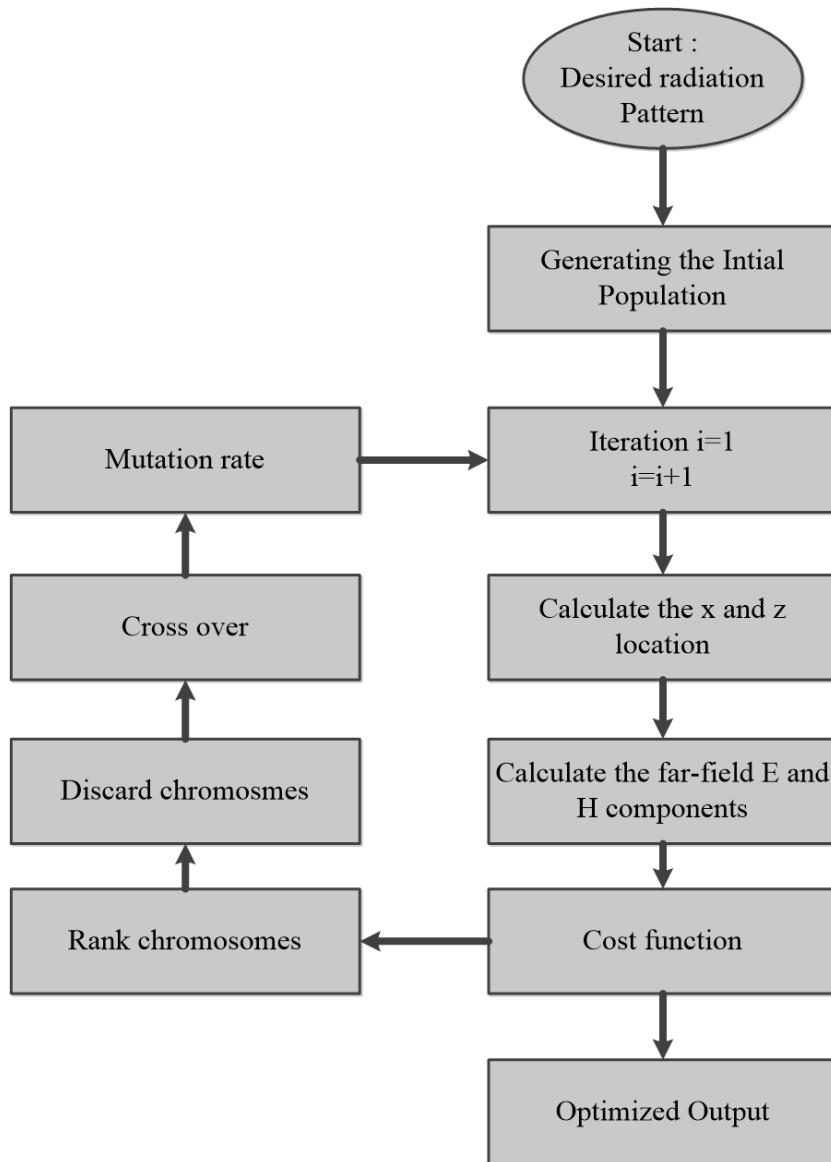 Start :
Desired radiation
Pattern
Generating the Intial
Population
Iteration i=1
i=i+1
Calculate the x and z
location
Calculate the far-field E and
H components
Cost function
Optimized Output
Rank chromosomes
Discard chromosmes
Cross over
Mutation rate